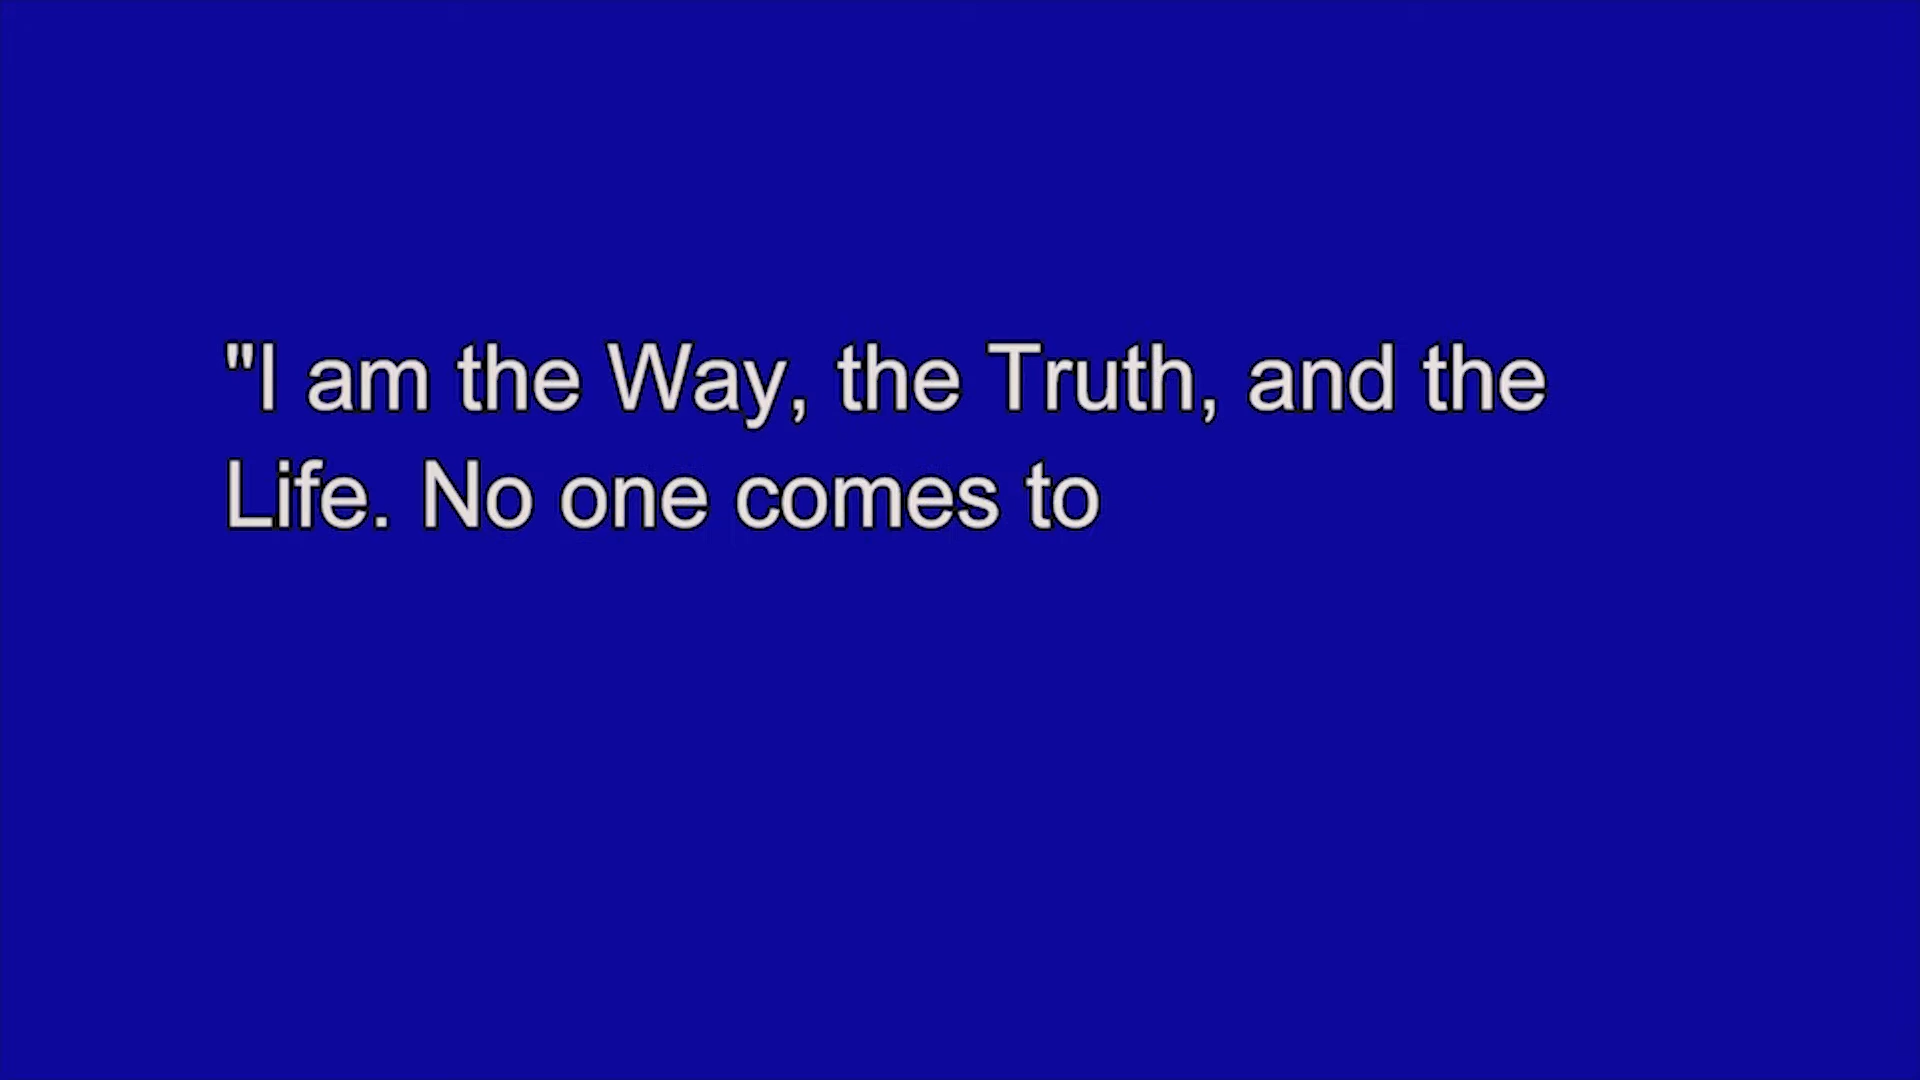 "I am the Way, the Truth, and the
Life. No one comes to